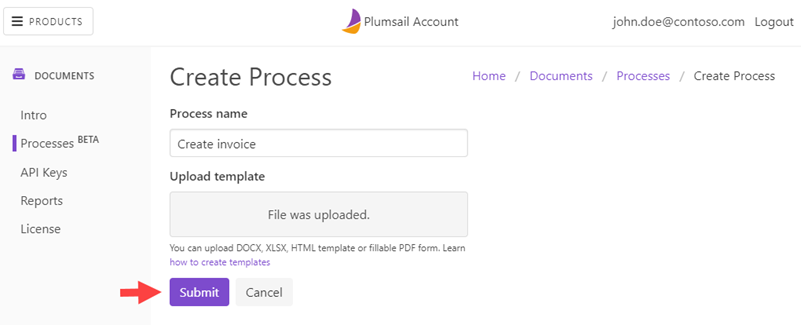 PRODUCTS
Plumsail Account
john.doe@contoso.com Logout
DOCUMENTS
Intro
Processes BETA
API Keys
Reports
License
Create Process
Home / Documents / Processes / Create Process
Process name
Create invoice
Upload template
File was uploaded.
You can upload DOCX, XLSX, HTML template or fillable PDF form. Learn
how to create templates
Submit Cancel